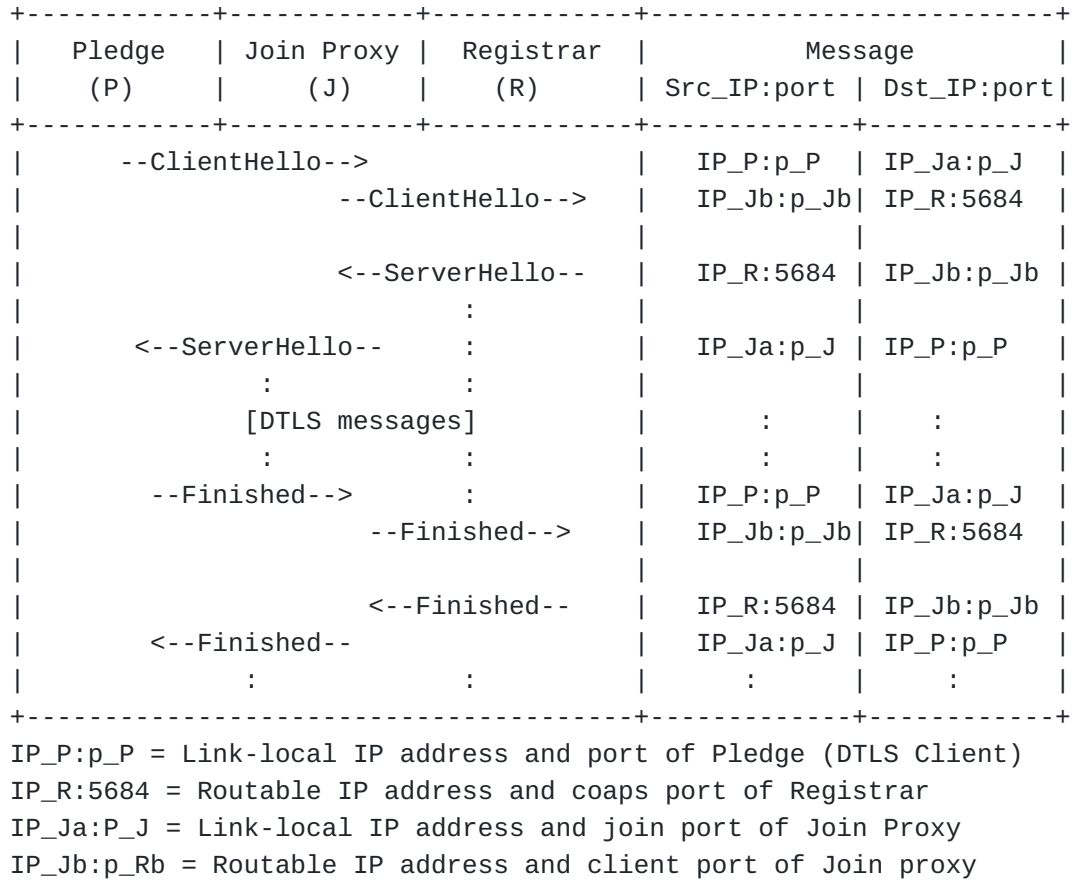 +------------+------------+-------------+--------------------------+
|   Pledge   | Join Proxy |  Registrar  |          Message         |
|    (P)     |     (J)    |    (R)      | Src_IP:port | Dst_IP:port|
+------------+------------+-------------+-------------+------------+
|      --ClientHello-->                 |   IP_P:p_P  | IP_Ja:p_J  |
|                    --ClientHello-->   |   IP_Jb:p_Jb| IP_R:5684  |
|                                       |             |            |
|                    <--ServerHello--   |   IP_R:5684 | IP_Jb:p_Jb |
|                            :          |             |            |
|       <--ServerHello--     :          |   IP_Ja:p_J | IP_P:p_P   |
|               :            :          |             |            |
|              [DTLS messages]          |       :     |    :       |
|               :            :          |       :     |    :       |
|        --Finished-->       :          |   IP_P:p_P  | IP_Ja:p_J  |
|                      --Finished-->    |   IP_Jb:p_Jb| IP_R:5684  |
|                                       |             |            |
|                      <--Finished--    |   IP_R:5684 | IP_Jb:p_Jb |
|        <--Finished--                  |   IP_Ja:p_J | IP_P:p_P   |
|              :             :          |      :      |     :      |
+---------------------------------------+-------------+------------+
IP_P:p_P = Link-local IP address and port of Pledge (DTLS Client)
IP_R:5684 = Routable IP address and coaps port of Registrar
IP_Ja:P_J = Link-local IP address and join port of Join Proxy
IP_Jb:p_Rb = Routable IP address and client port of Join proxy